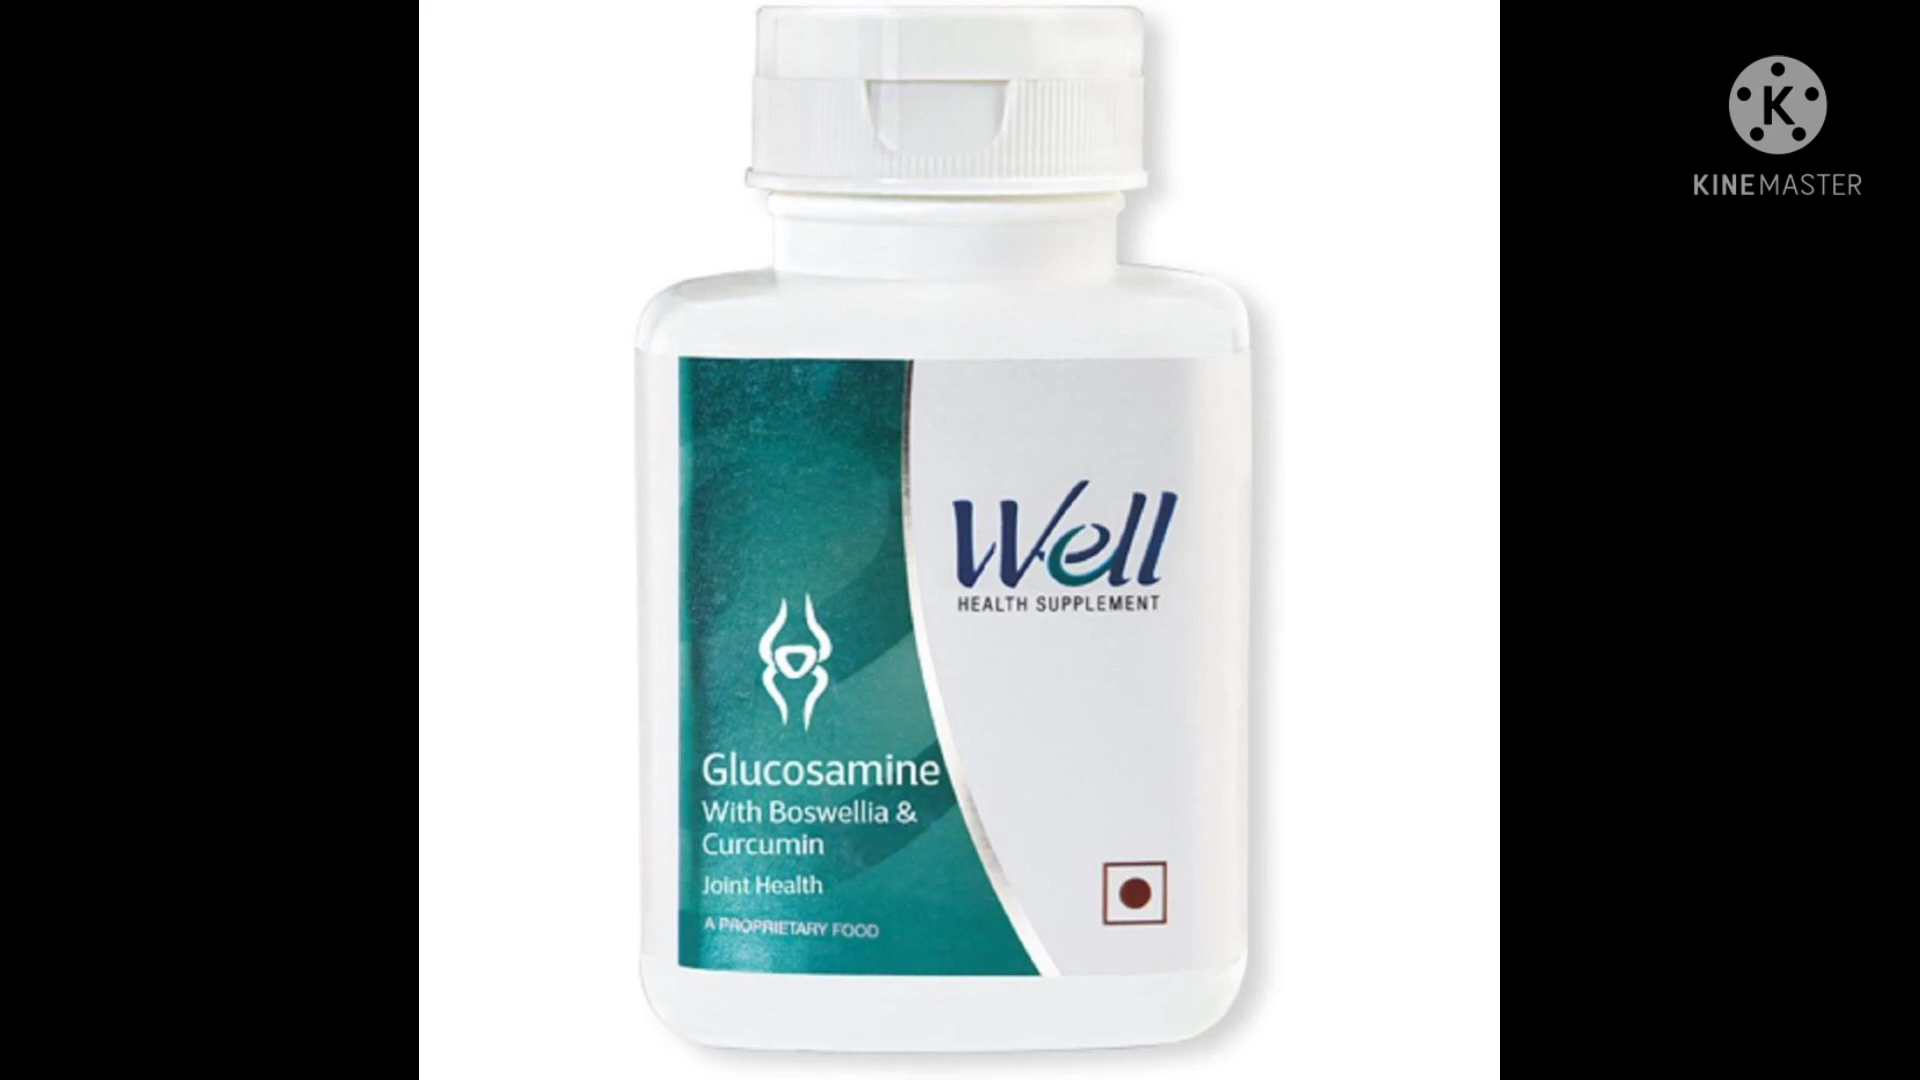 K
KINEMASTER
Well
HEALTH SUPPLEMENT
Glucosamine
With Boswellia &
Curcumin
Joint Health
A PROPRIETARY FOOD